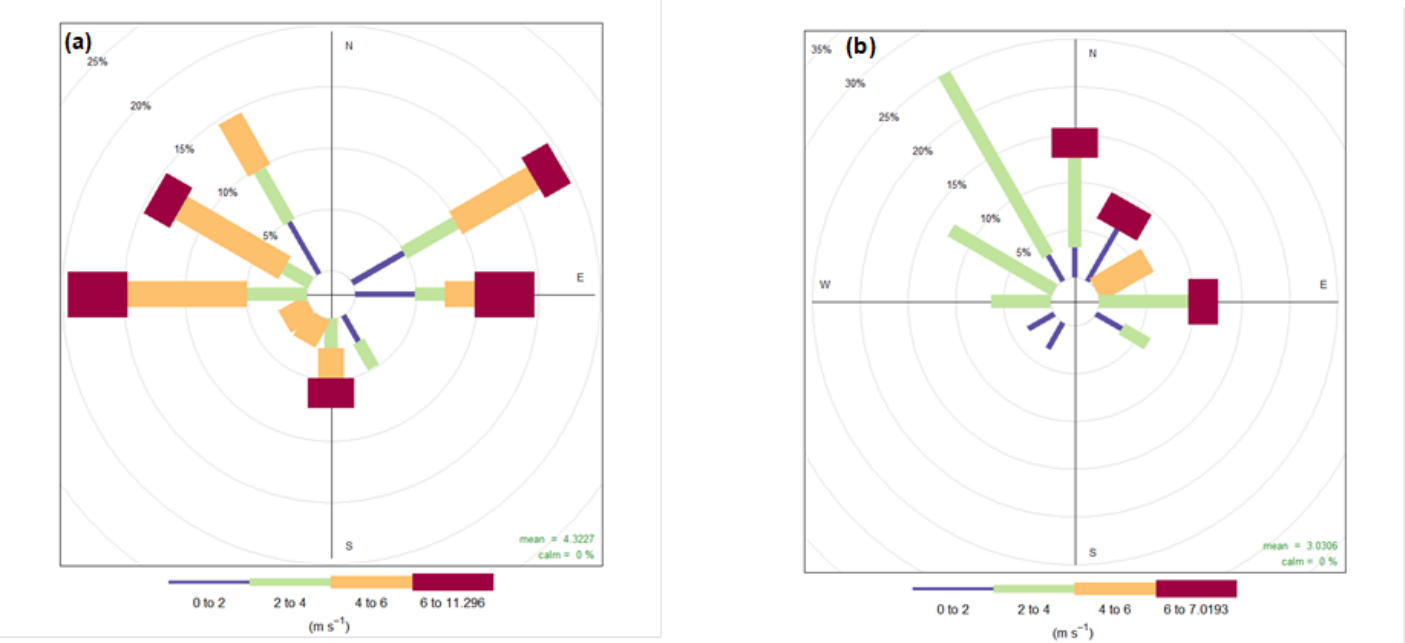 (a)
N
25%
20%
15%
10%
5%
E
S
mean = 4.3227
calm = 0 %
0 to 2 2 to 4 4 to 6 6 to 11.296
(m s⁻¹)
(b)
35%
N
30%
25%
20%
15%
10%
5%
W E
S
mean = 3.0306
calm = 0 %
0 to 2 2 to 4 4 to 6 6 to 7.0193
(m s⁻¹)